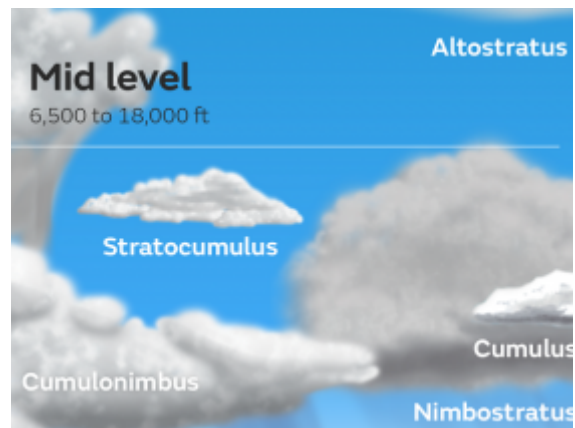 Altostratus
Mid level
6,500 to 18,000 ft
Stratocumulus
Cumulus
Cumulonimbus
Nimbostratus